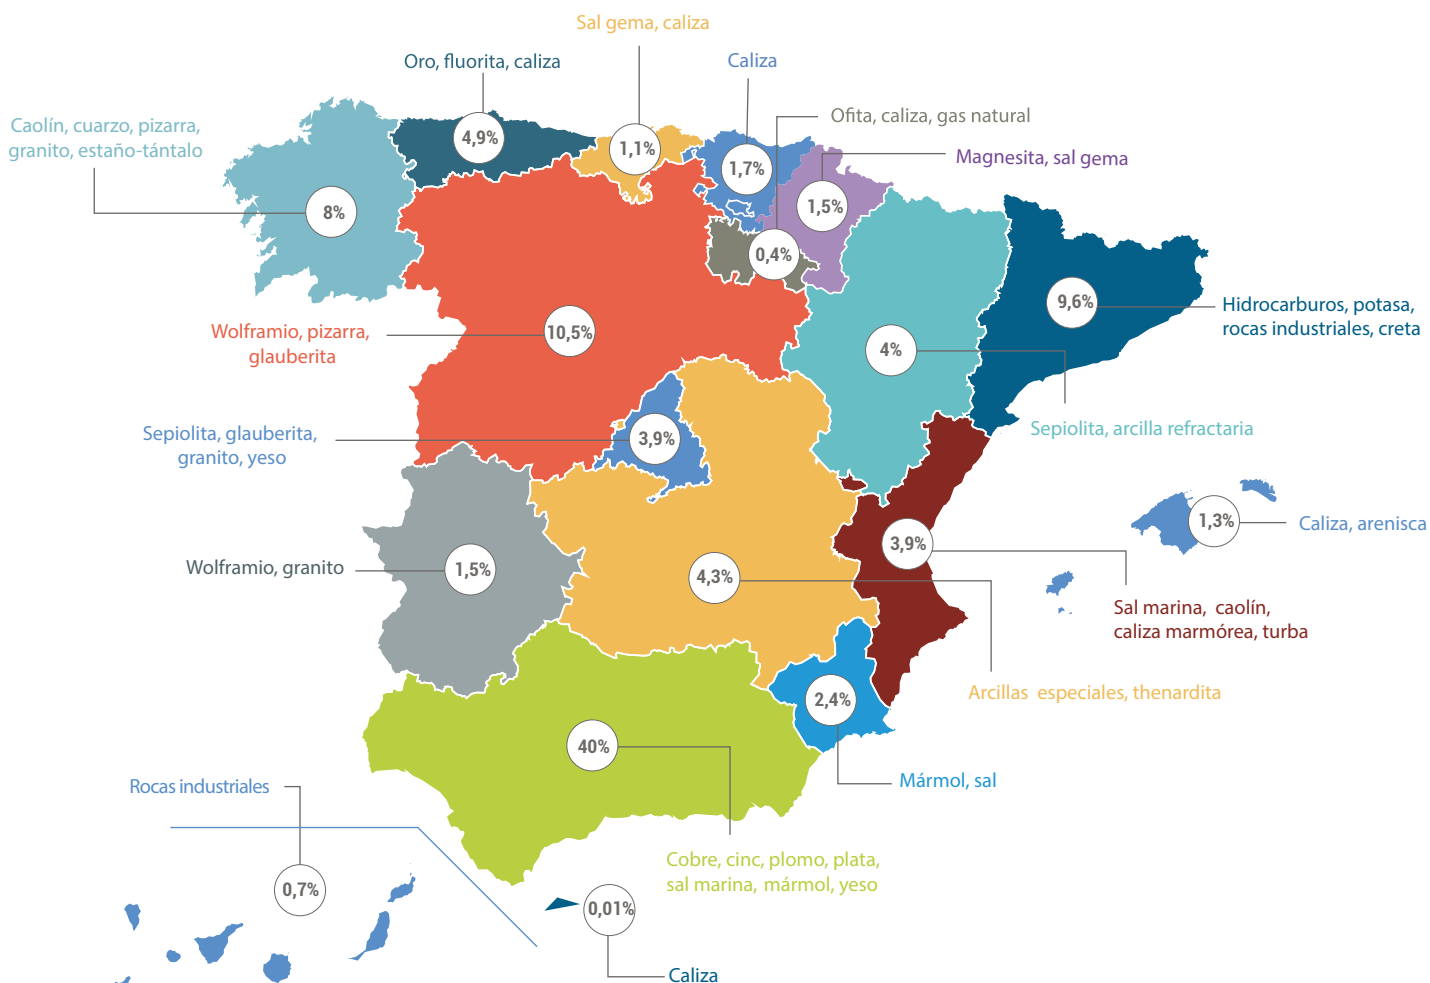 Sal gema, caliza
Oro, fluorita, caliza
Caliza
Ofita, caliza, gas natural
Caolín, cuarzo, pizarra,
granito, estaño-tántalo
Magnesita, sal gema
4,9%
1,1%
1,7%
8%
1,5%
0,4%
Wolframio, pizarra,
glauberita
10,5%
9,6%
Hidrocarburos, potasa,
rocas industriales, creta
4%
Sepiolita, glauberita,
granito, yeso
3,9%
Sepiolita, arcilla refractaria
1,3%
Caliza, arenisca
3,9%
Wolframio, granito
1,5%
4,3%
Sal marina, caolín,
caliza marmórea, turba
Arcillas especiales, thenardita
2,4%
40%
Mármol, sal
Rocas industriales
0,7%
Cobre, cinc, plomo, plata,
sal marina, mármol, yeso
0,01%
Caliza